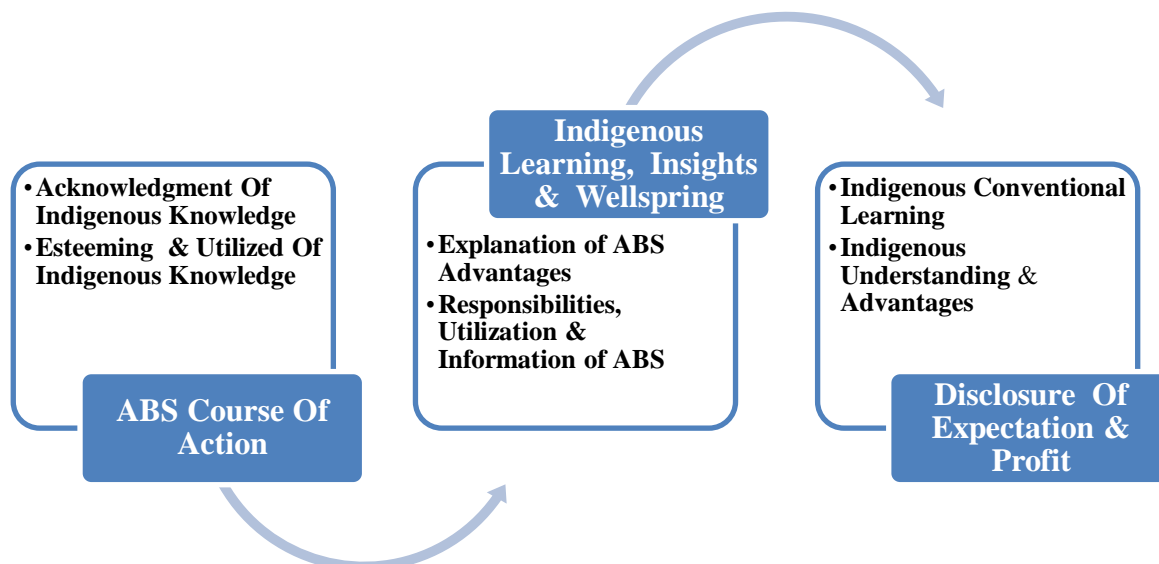 •Acknowledgment Of
Indigenous Knowledge
•Esteeming & Utilized Of
Indigenous Knowledge
ABS Course Of
Action
Indigenous
Learning, Insights
& Wellspring
•Explanation of ABS
Advantages
•Responsibilities,
Utilization &
Information of ABS
•Indigenous Conventional
Learning
•Indigenous
Understanding &
Advantages
Disclosure Of
Expectation &
Profit